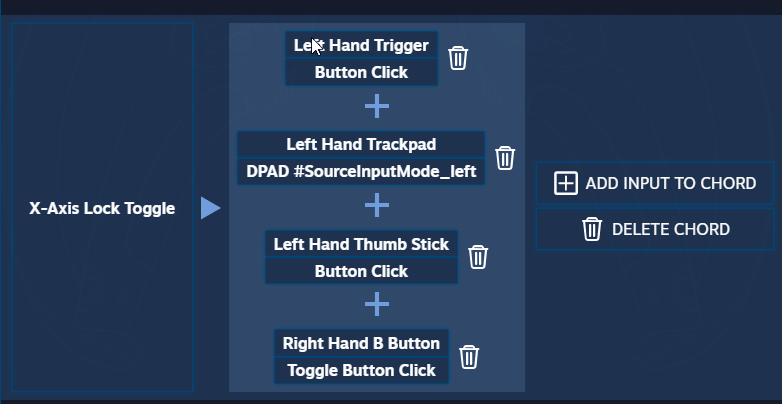 X-Axis Lock Toggle
Left Hand Trigger
Button Click
Left Hand Trackpad
DPAD #SourceInputMode_left
Left Hand Thumb Stick
Button Click
Right Hand B Button
Toggle Button Click
ADD INPUT TO CHORD
DELETE CHORD